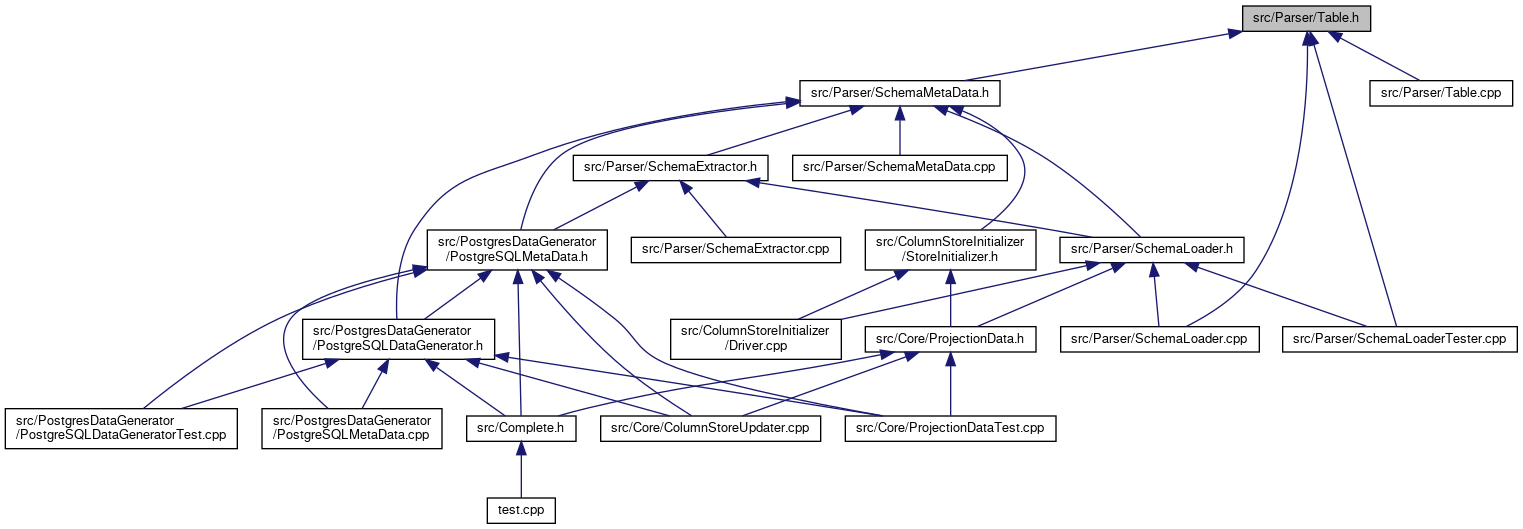 src/Parser/Table.h
src/Parser/SchemaMetaData.h
src/Parser/Table.cpp
src/Parser/SchemaExtractor.h
src/Parser/SchemaMetaData.cpp
src/PostgresDataGenerator
/PostgreSQLMetaData.h
src/Parser/SchemaExtractor.cpp
src/ColumnStoreInitializer
/StoreInitializer.h
src/Parser/SchemaLoader.h
src/PostgresDataGenerator
/PostgreSQLDataGenerator.h
src/ColumnStoreInitializer
/Driver.cpp
src/Core/ProjectionData.h
src/Parser/SchemaLoader.cpp
src/Parser/SchemaLoaderTester.cpp
src/PostgresDataGenerator
/PostgreSQLDataGeneratorTest.cpp
src/PostgresDataGenerator
/PostgreSQLMetaData.cpp
src/Complete.h
src/Core/ColumnStoreUpdater.cpp
src/Core/ProjectionDataTest.cpp
test.cpp